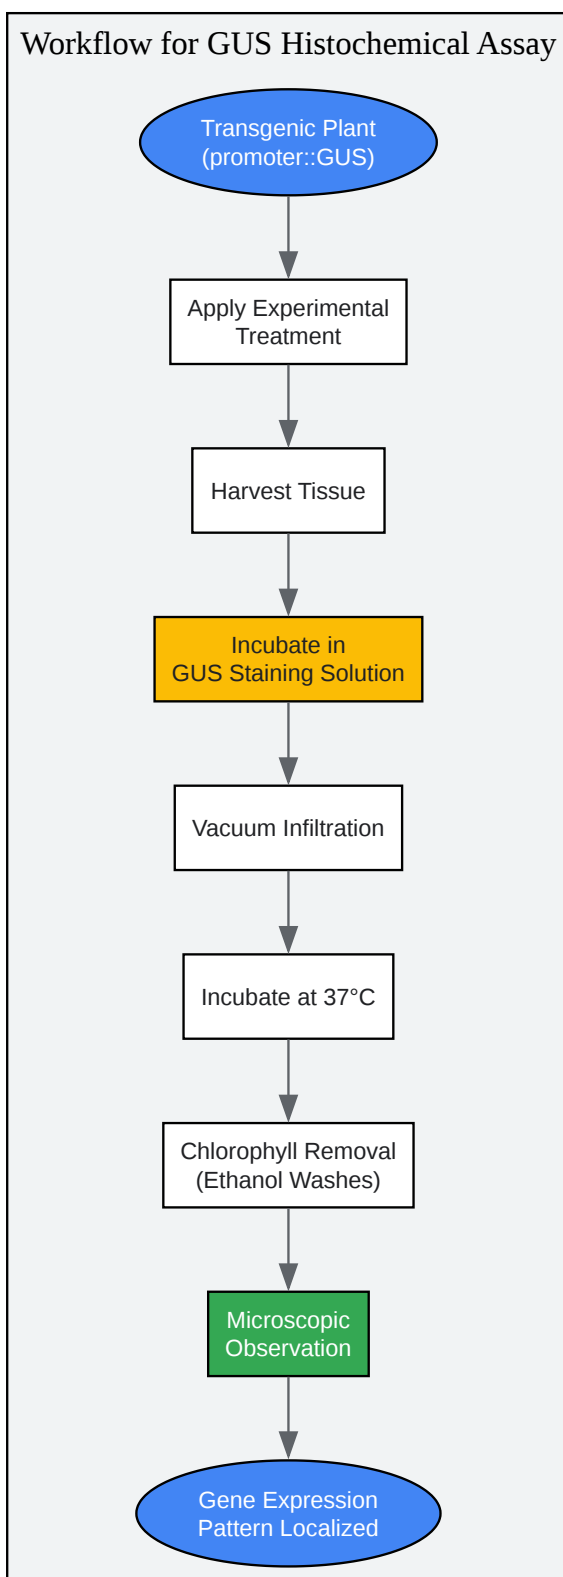 Workflow for GUS Histochemical Assay
Transgenic Plant
(promoter::GUS)
Apply Experimental
Treatment
Harvest Tissue
Incubate in
GUS Staining Solution
Vacuum Infiltration
Incubate at 37°C
Chlorophyll Removal
(Ethanol Washes)
Microscopic
Observation
Gene Expression
Pattern Localized